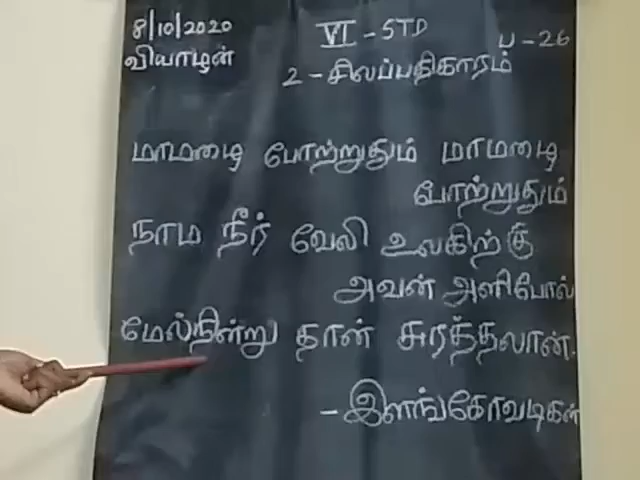 8/10/2020
வியாழன்
VI - STD
ப - 26
2 - சிலப்பதிகாரம்
மாமழை போற்றுதும் மாமழை
போற்றுதும்
நாம நீர் வேலி உலகிற்கு
அவன் அளிபோல்
மேல்நின்று தான் சுரத்தலான்.
- இளங்கோவடிகள்